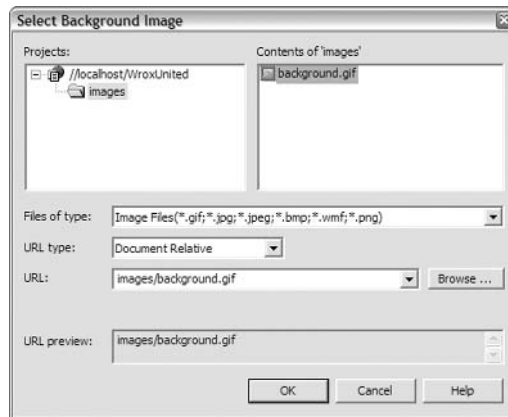 Select Background Image
Projects:
Contents of 'images'
//localhost/WroxUnited
images
background.gif
Files of type:
Image Files(*.gif;*.jpg;*.jpeg;*.bmp;*.wmf;*.png)
URL type:
Document Relative
URL:
images/background.gif
Browse ...
URL preview:
images/background.gif
OK
Cancel
Help